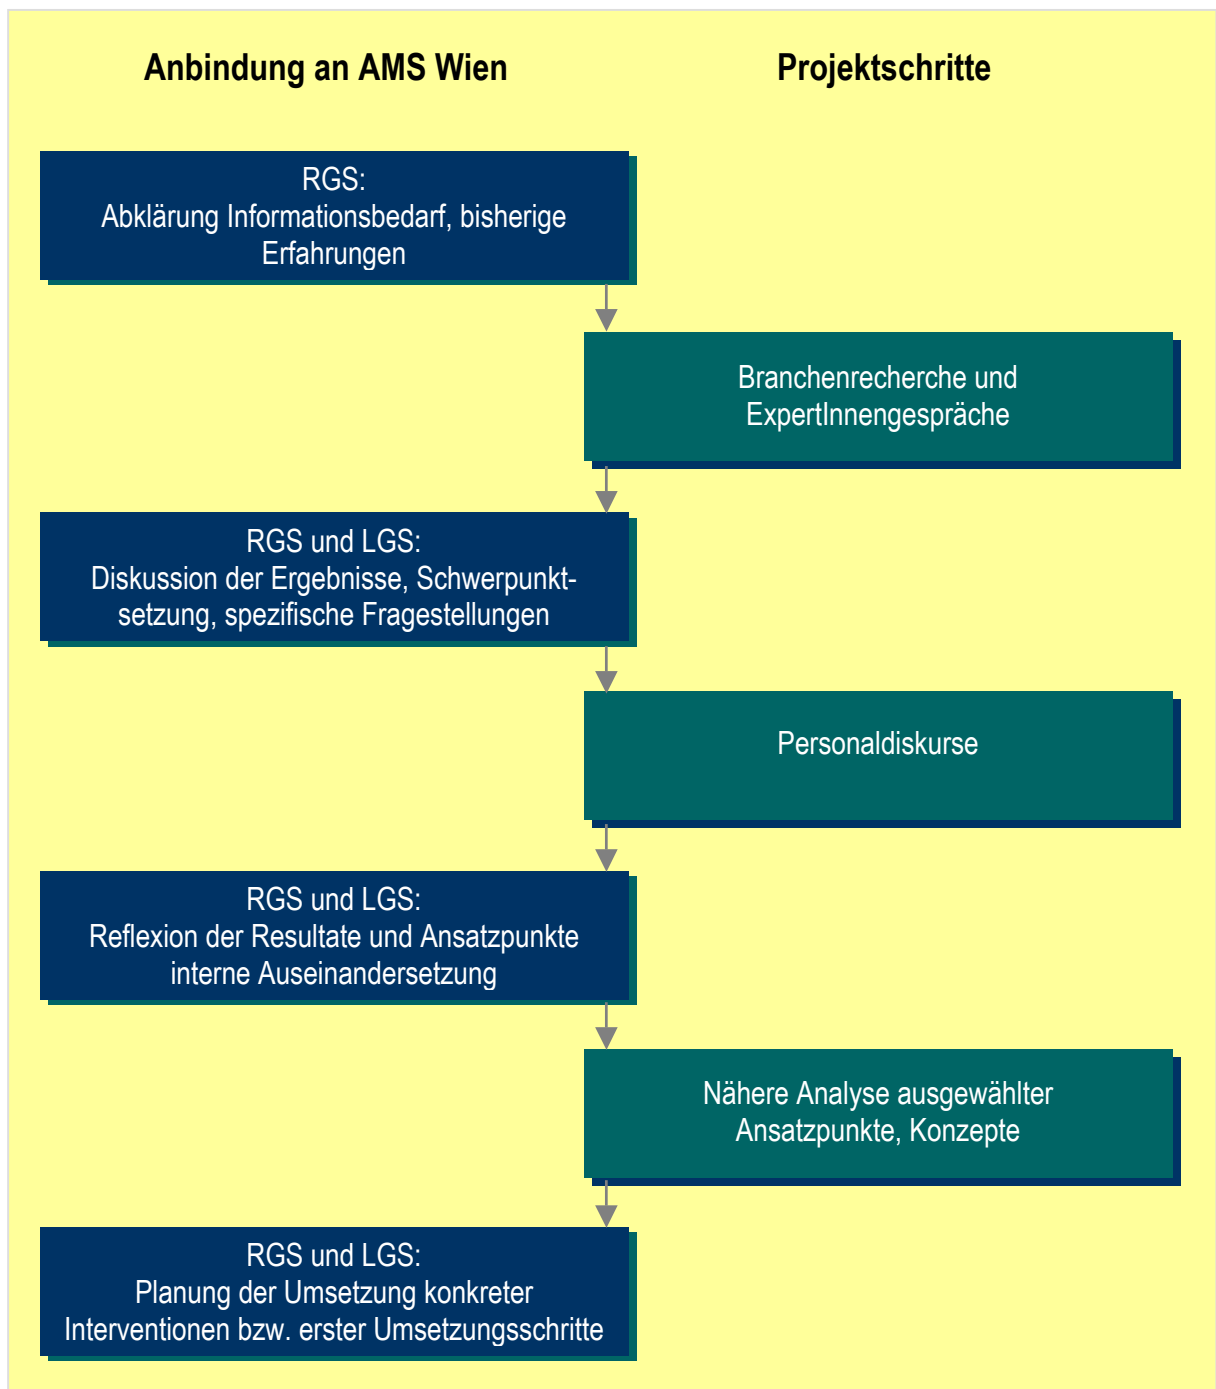 Anbindung an AMS Wien
Projektschritte
RGS:
Abklärung Informationsbedarf, bisherige
Erfahrungen
Branchenrecherche und
ExpertInnengespräche
RGS und LGS:
Diskussion der Ergebnisse, Schwerpunkt-
setzung, spezifische Fragestellungen
Personaldiskurse
RGS und LGS:
Reflexion der Resultate und Ansatzpunkte
interne Auseinandersetzung
Nähere Analyse ausgewählter
Ansatzpunkte, Konzepte
RGS und LGS:
Planung der Umsetzung konkreter
Interventionen bzw. erster Umsetzungsschritte